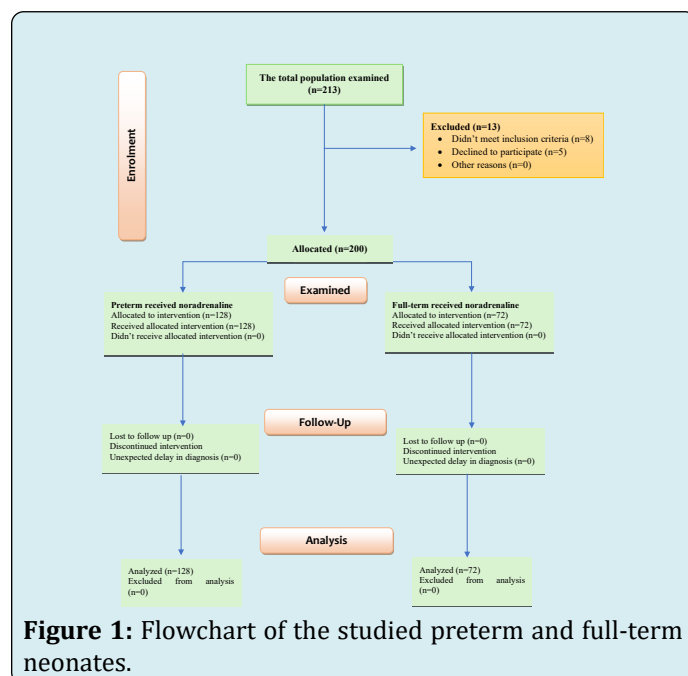 The total population examined
(n=213)
Enrolment
Excluded (n=13)
• Didn't meet inclusion criteria (n=8)
• Declined to participate (n=5)
• Other reasons (n=0)
Allocated (n=200)
Examined
Preterm received noradrenaline
Allocated to intervention (n=128)
Received allocated intervention (n=128)
Didn't receive allocated intervention (n=0)
Full-term received noradrenaline
Allocated to intervention (n=72)
Received allocated intervention (n=72)
Didn't receive allocated intervention (n=0)
Follow-Up
Lost to follow up (n=0)
Discontinued intervention
Unexpected delay in diagnosis (n=0)
Lost to follow up (n=0)
Discontinued intervention
Unexpected delay in diagnosis (n=0)
Analysis
Analyzed (n=128)
Excluded from analysis
(n=0)
Analyzed (n=72)
Excluded from analysis
(n=0)
Figure 1: Flowchart of the studied preterm and full-term
neonates.